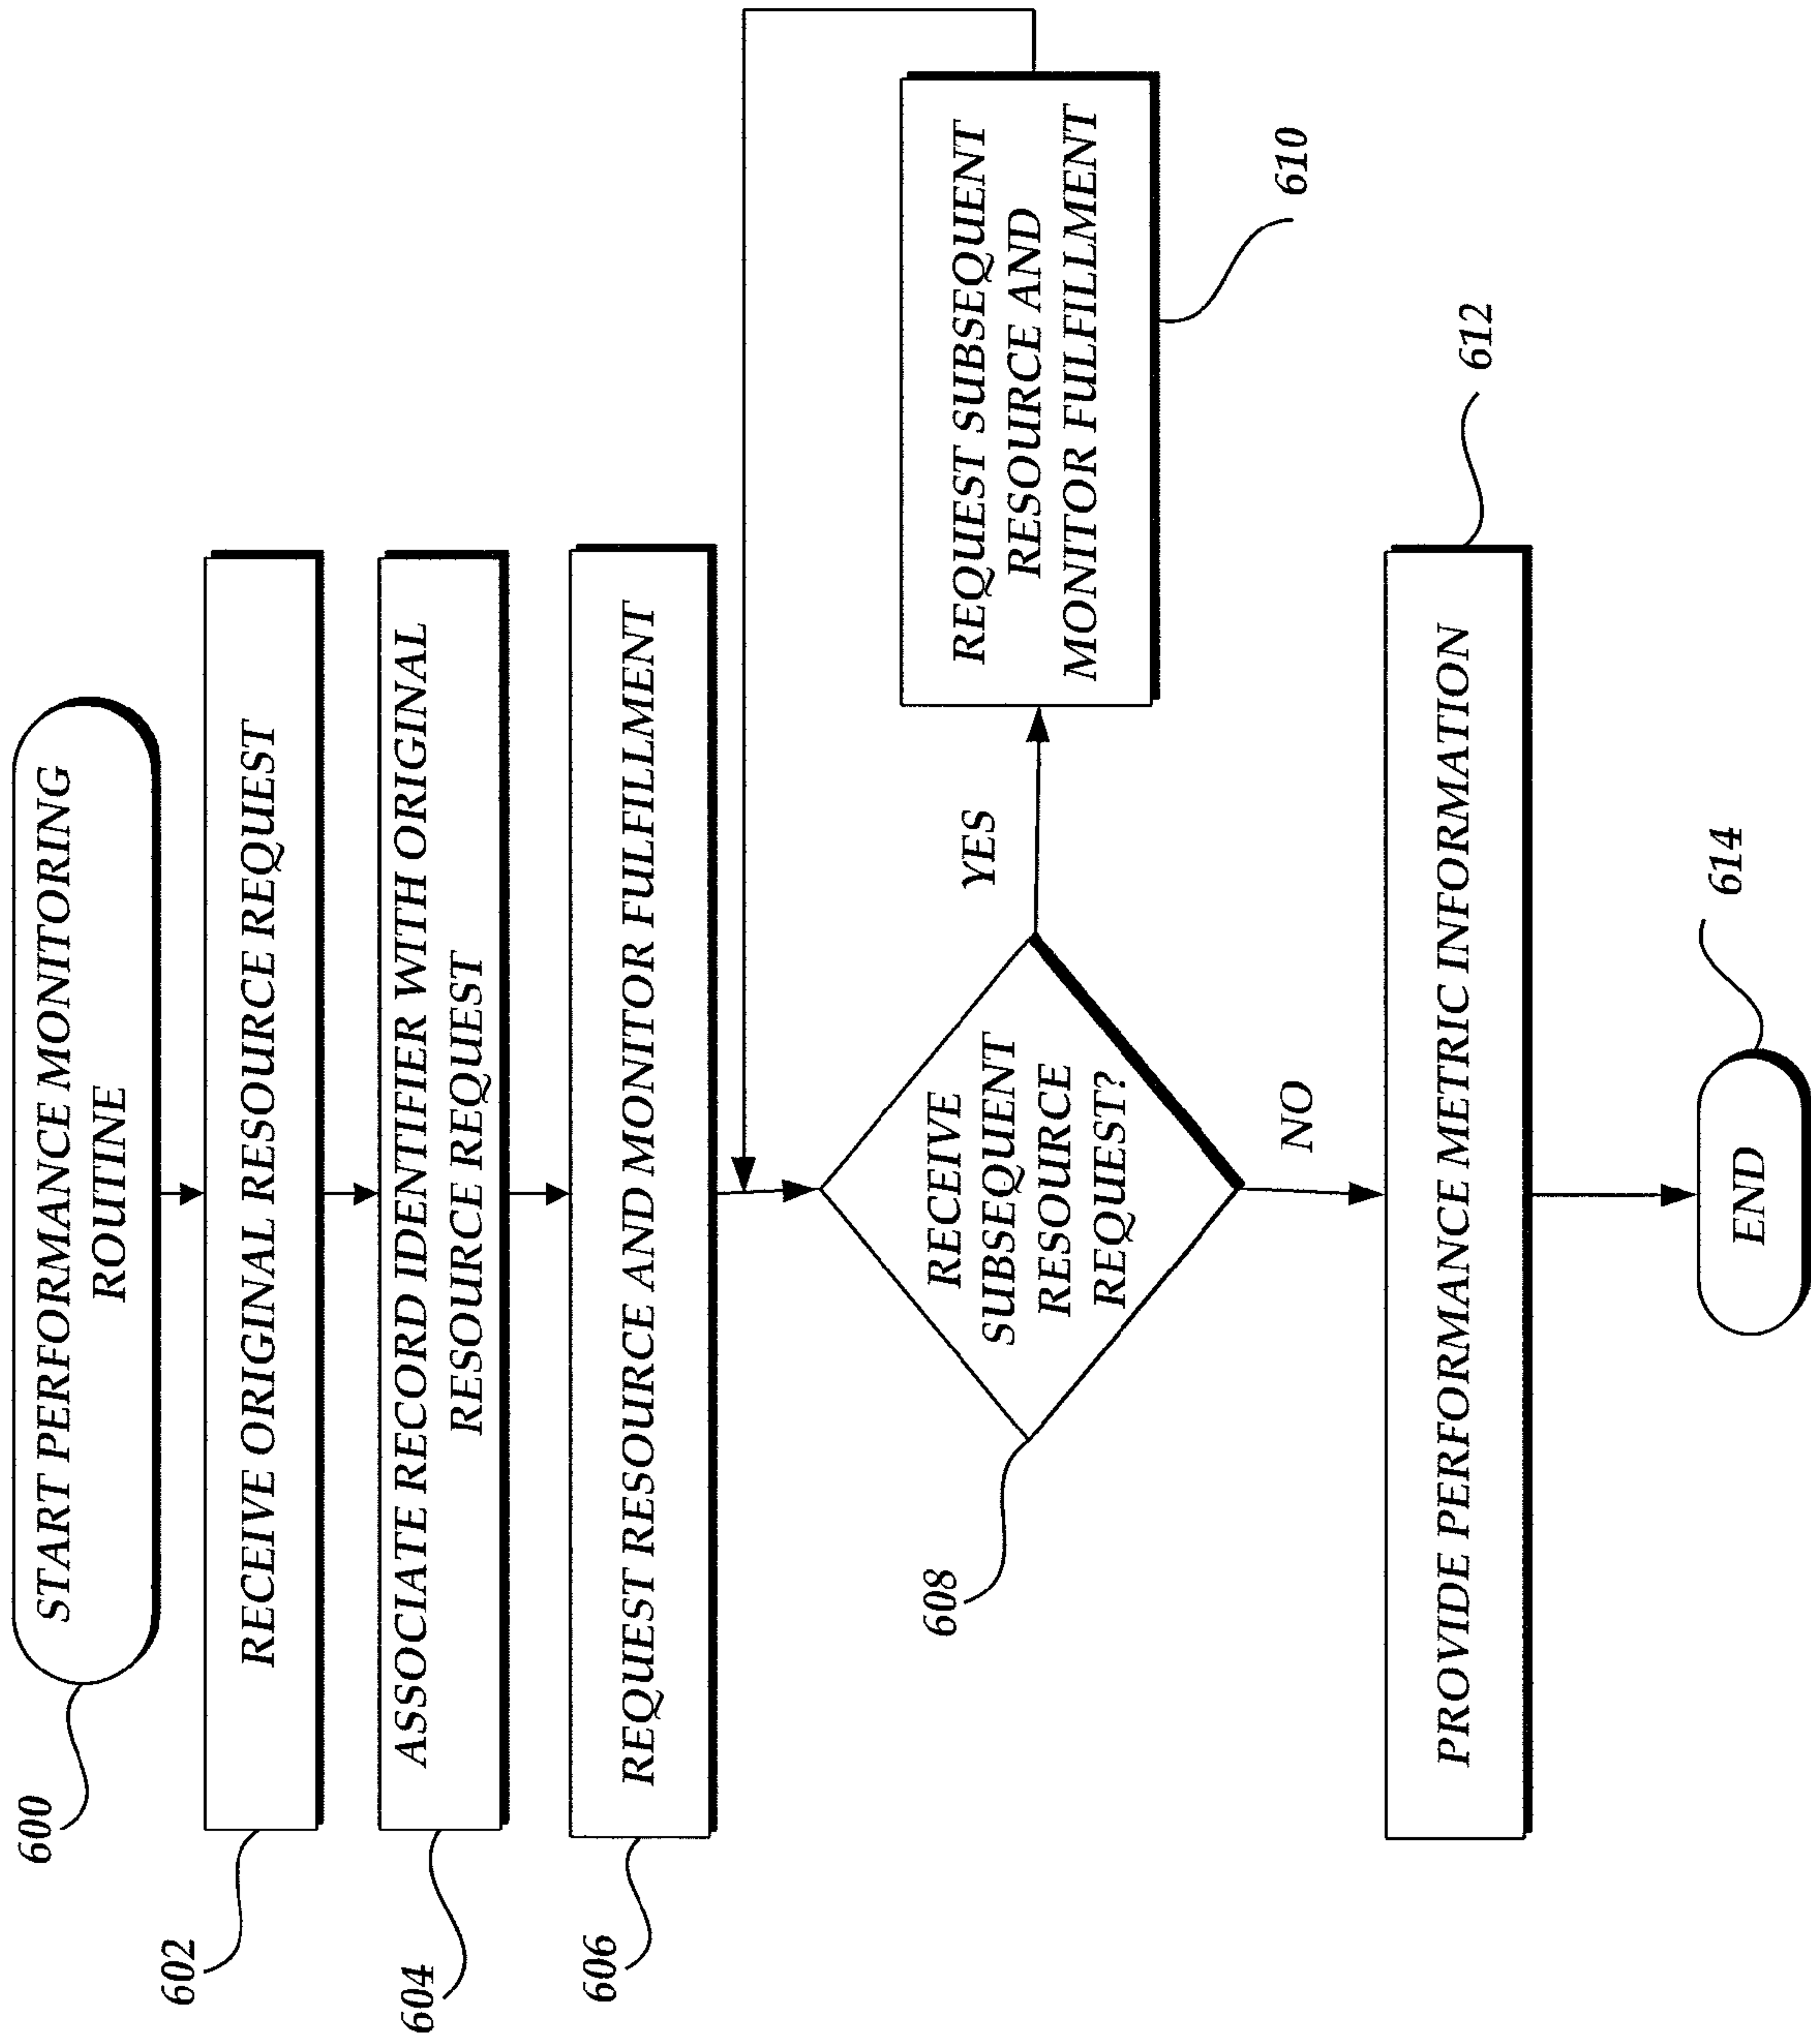 600
START PERFORMANCE MONITORING
ROUTINE
602
RECEIVE ORIGINAL RESOURCE REQUEST
604
ASSOCIATE RECORD IDENTIFIER WITH ORIGINAL
RESOURCE REQUEST
606
REQUEST RESOURCE AND MONITOR FULFILLMENT
608
RECEIVE
SUBSEQUENT
RESOURCE
REQUEST?
YES
REQUEST SUBSEQUENT
RESOURCE AND
MONITOR FULFILLMENT
610
NO
PROVIDE PERFORMANCE METRIC INFORMATION
612
END
614